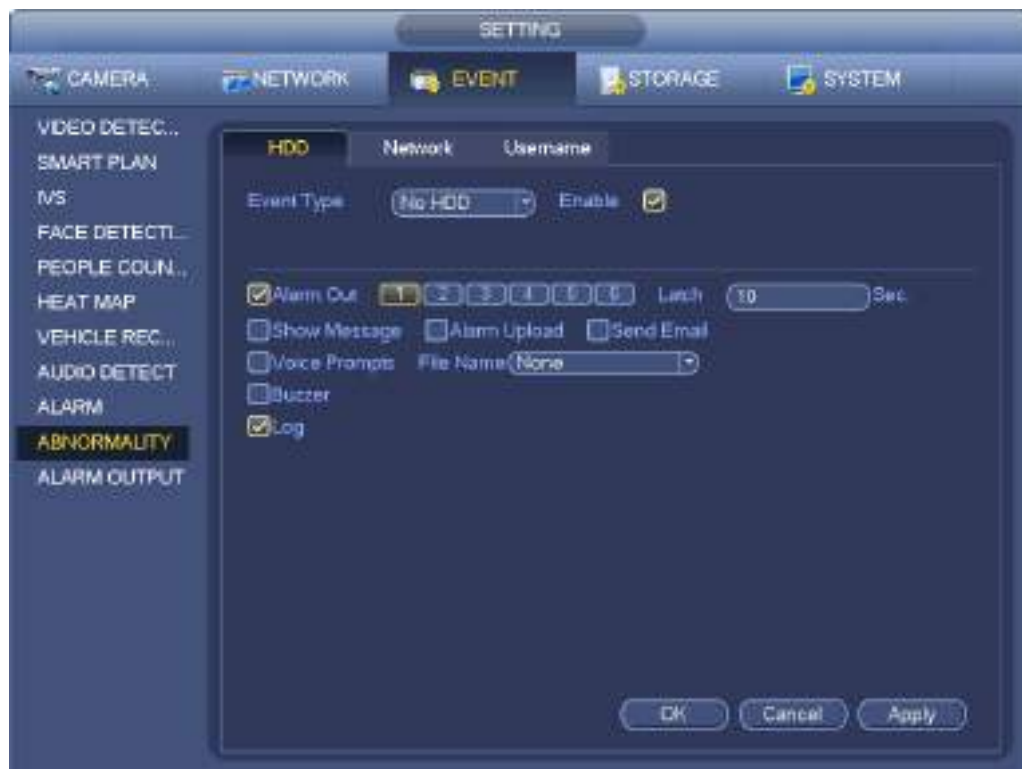 SETTING
CAMERA NETWORK EVENT STORAGE SYSTEM
VIDEO DETEC...
SMART PLAN
IVS
FACE DETECTI...
PEOPLE COUN...
HEAT MAP
VEHICLE REC...
AUDIO DETECT
ALARM
ABNORMALITY
ALARM OUTPUT
HDD Network Username
Event Type No HDD Enable
Alarm Out 1 2 3 4 5 6 Latch 10 Sec.
Show Message Alarm Upload Send Email
Voice Prompts File Name None
Buzzer
Log
OK Cancel Apply